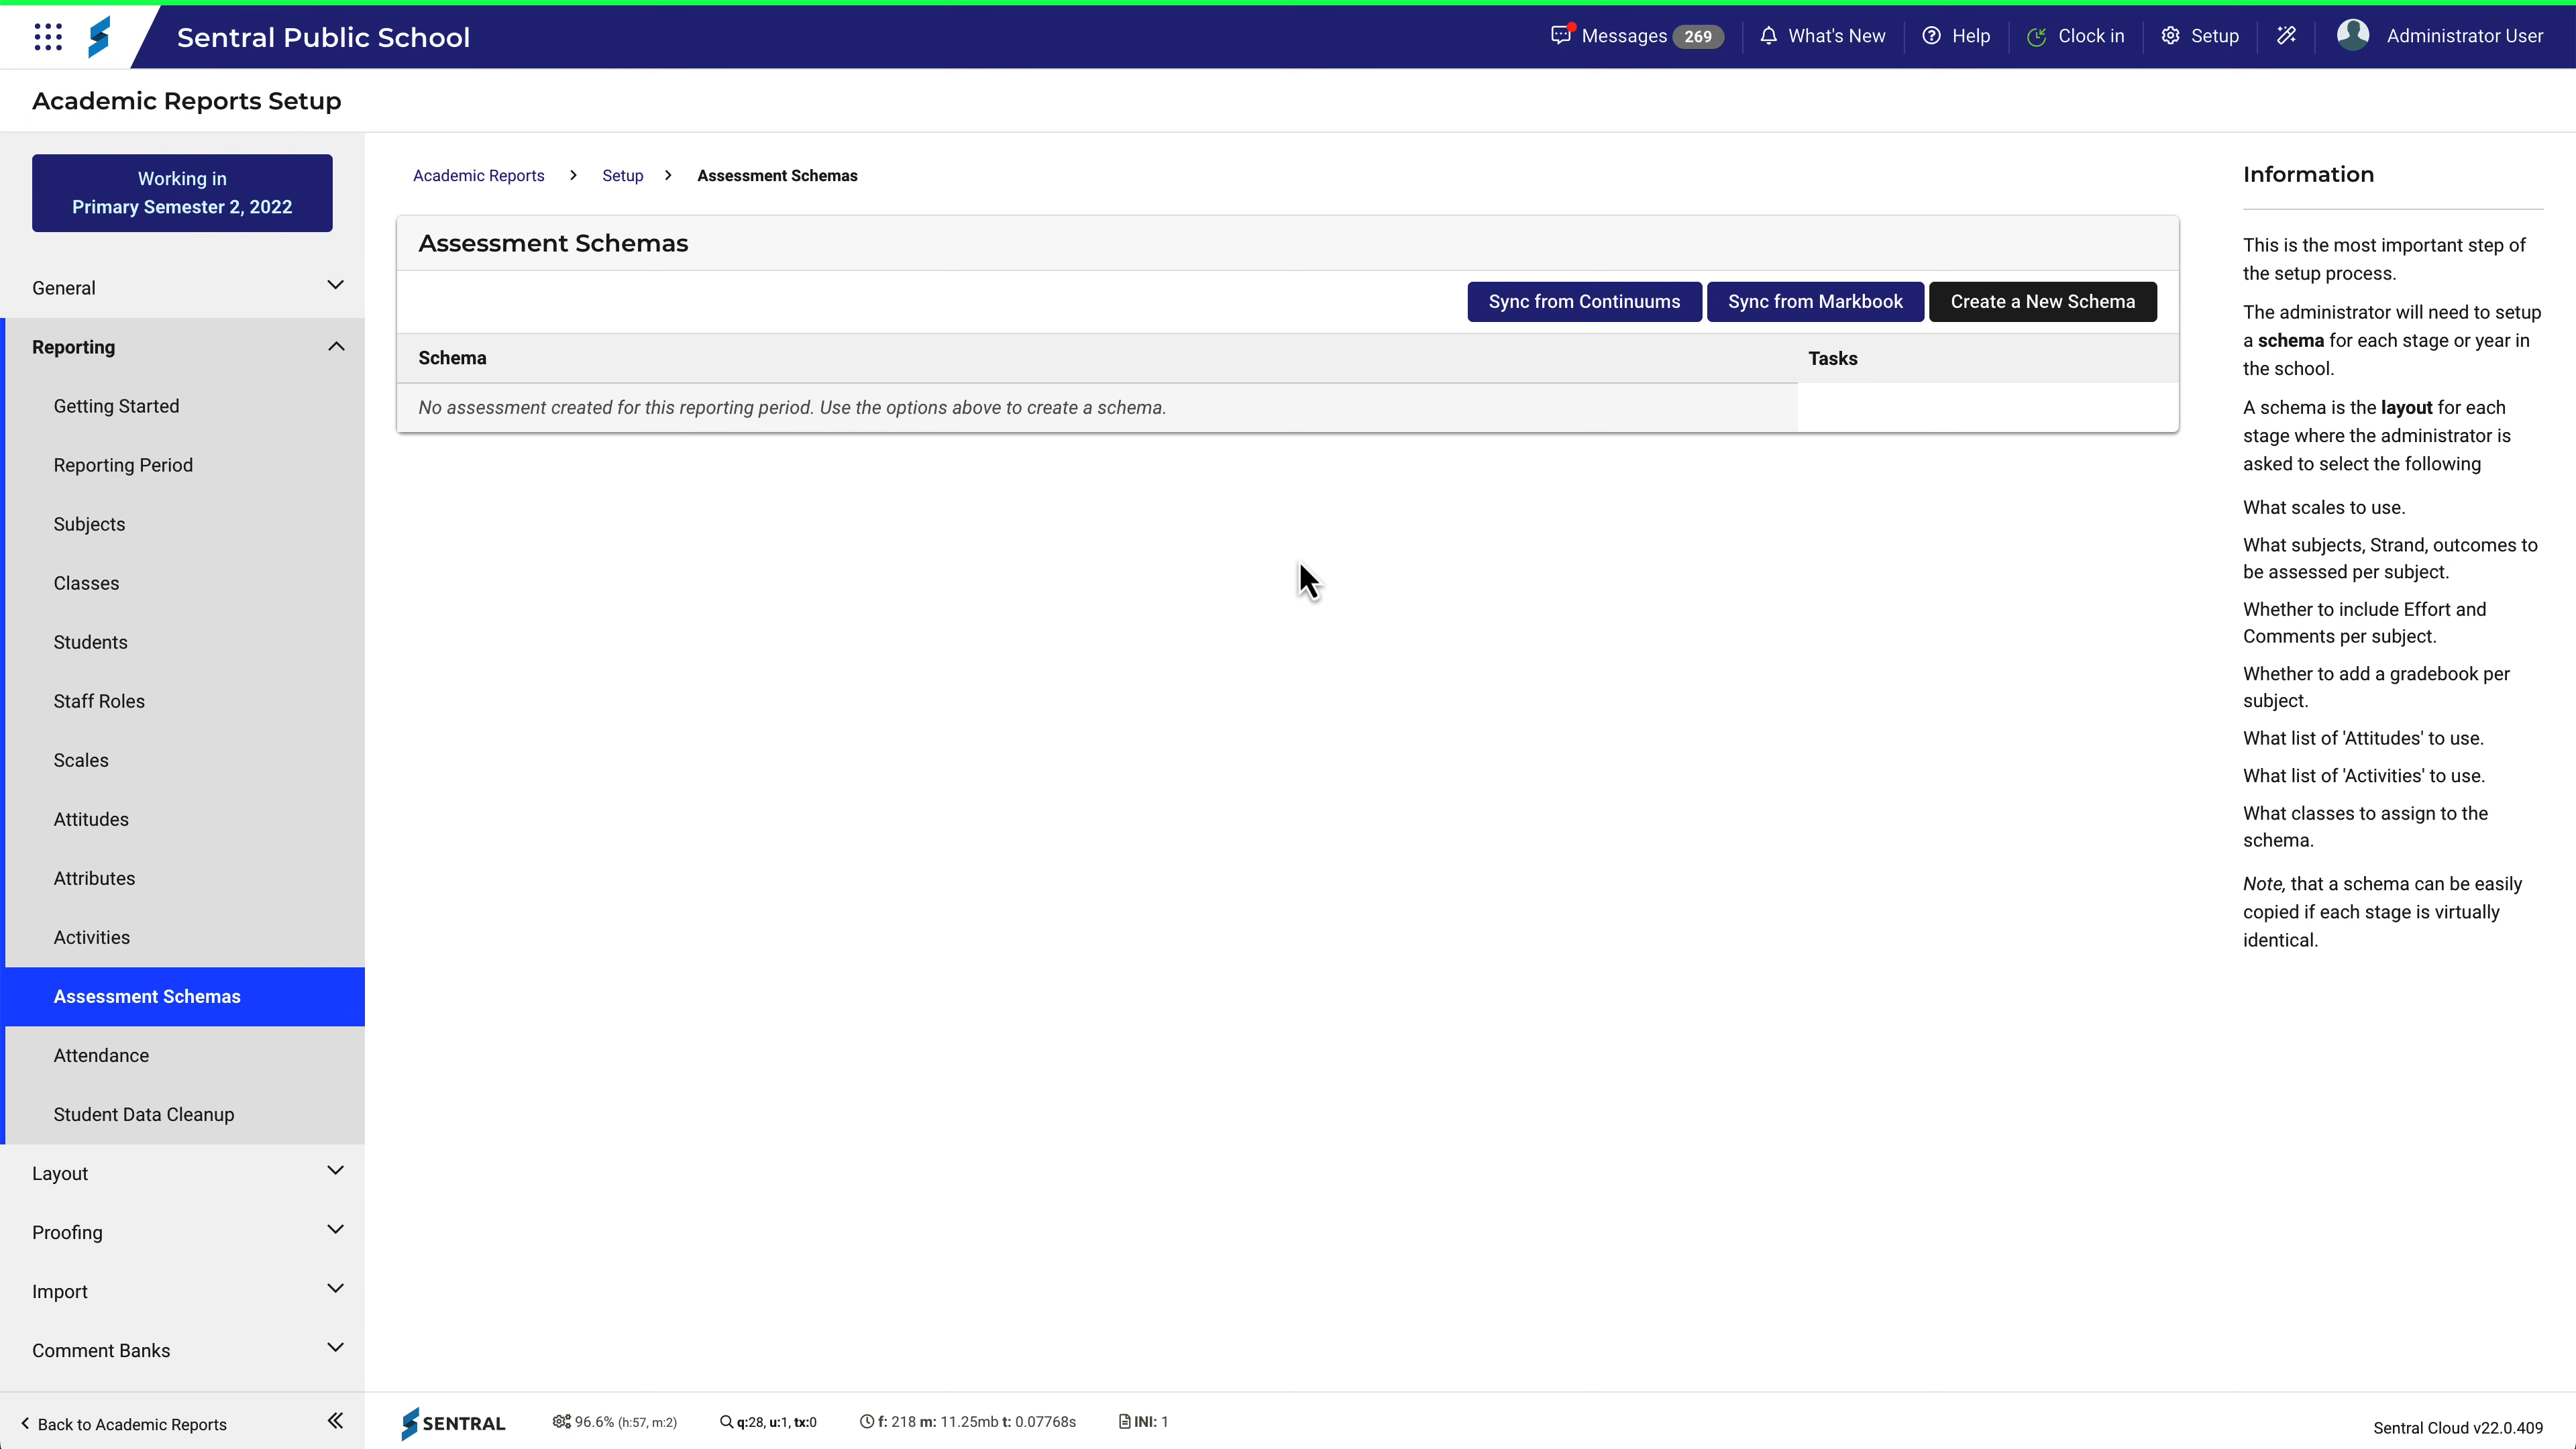 Sentral Public School
Messages 269
What's New
Help
Clock in
Setup
Administrator User
Academic Reports Setup
Working in
Primary Semester 2, 2022
General
Reporting
Getting Started
Reporting Period
Subjects
Classes
Students
Staff Roles
Scales
Attitudes
Attributes
Activities
Assessment Schemas
Attendance
Student Data Cleanup
Layout
Proofing
Import
Comment Banks
Back to Academic Reports
Academic Reports > Setup > Assessment Schemas
Assessment Schemas
Sync from Continuums
Sync from Markbook
Create a New Schema
Schema
Tasks
No assessment created for this reporting period. Use the options above to create a schema.
Information
This is the most important step of
the setup process.
The administrator will need to setup
a schema for each stage or year in
the school.
A schema is the layout for each
stage where the administrator is
asked to select the following
What scales to use.
What subjects, Strand, outcomes to
be assessed per subject.
Whether to include Effort and
Comments per subject.
Whether to add a gradebook per
subject.
What list of 'Attitudes' to use.
What list of 'Activities' to use.
What classes to assign to the
schema.
Note, that a schema can be easily
copied if each stage is virtually
identical.
SENTRAL
96.6% (h:57, m:2)
q:28, u:1, tx:0
f: 218 m: 11.25mb t: 0.07768s
INI: 1
Sentral Cloud v22.0.409